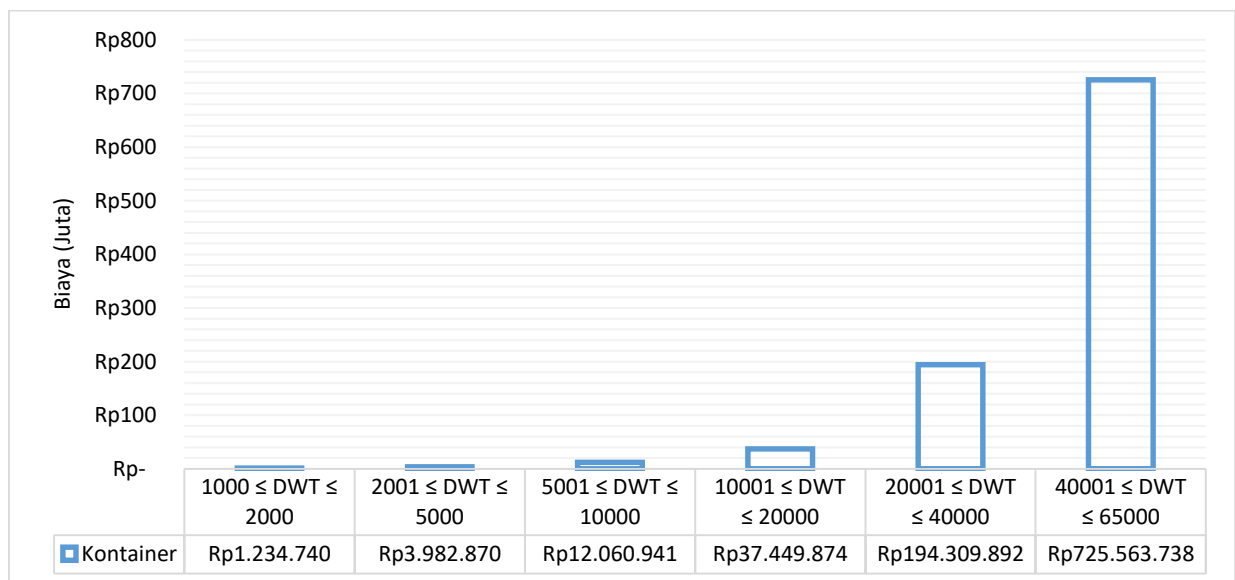 Rp800
Rp700
Rp600
Rp500
Rp400
Rp300
Rp200
Rp100
Rp-
Biaya (Juta)
1000 ≤ DWT ≤
2000
2001 ≤ DWT ≤
5000
5001 ≤ DWT ≤
10000
10001 ≤ DWT
≤ 20000
20001 ≤ DWT
≤ 40000
40001 ≤ DWT
≤ 65000
Kontainer Rp1.234.740 Rp3.982.870 Rp12.060.941 Rp37.449.874 Rp194.309.892 Rp725.563.738